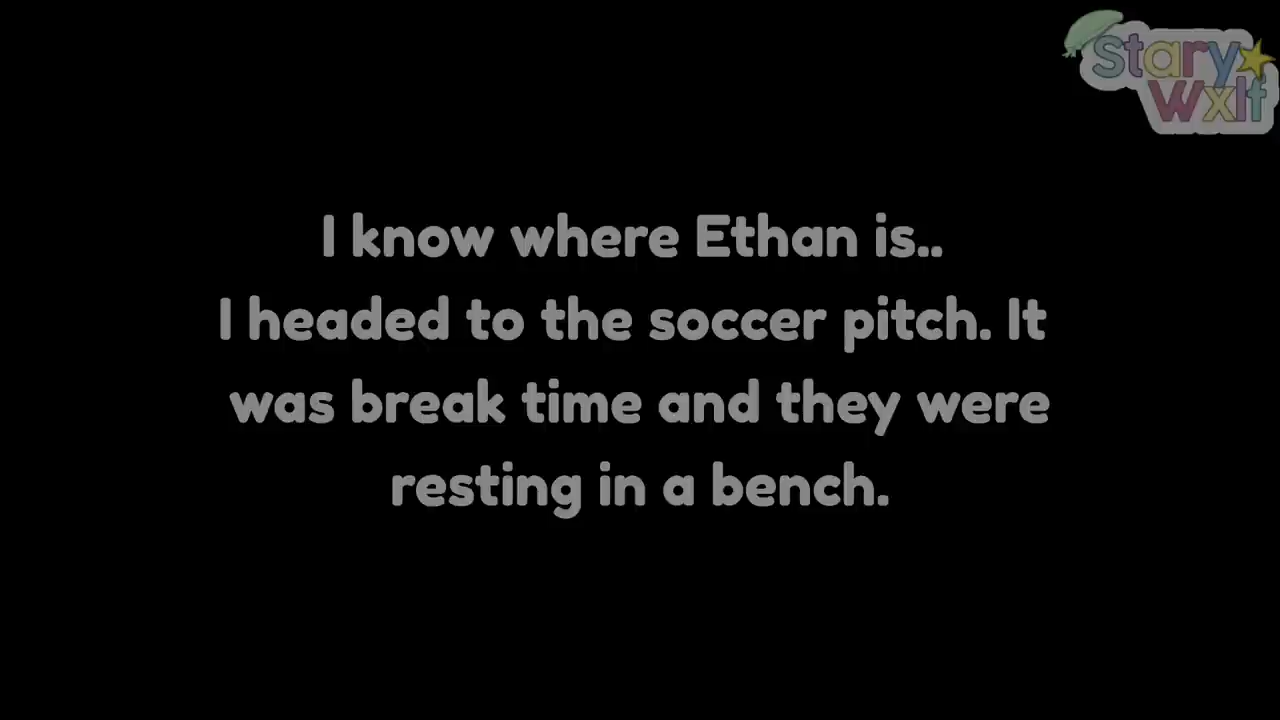 Stary
Wxlf
I know where Ethan is..
I headed to the soccer pitch. It
was break time and they were
resting in a bench.